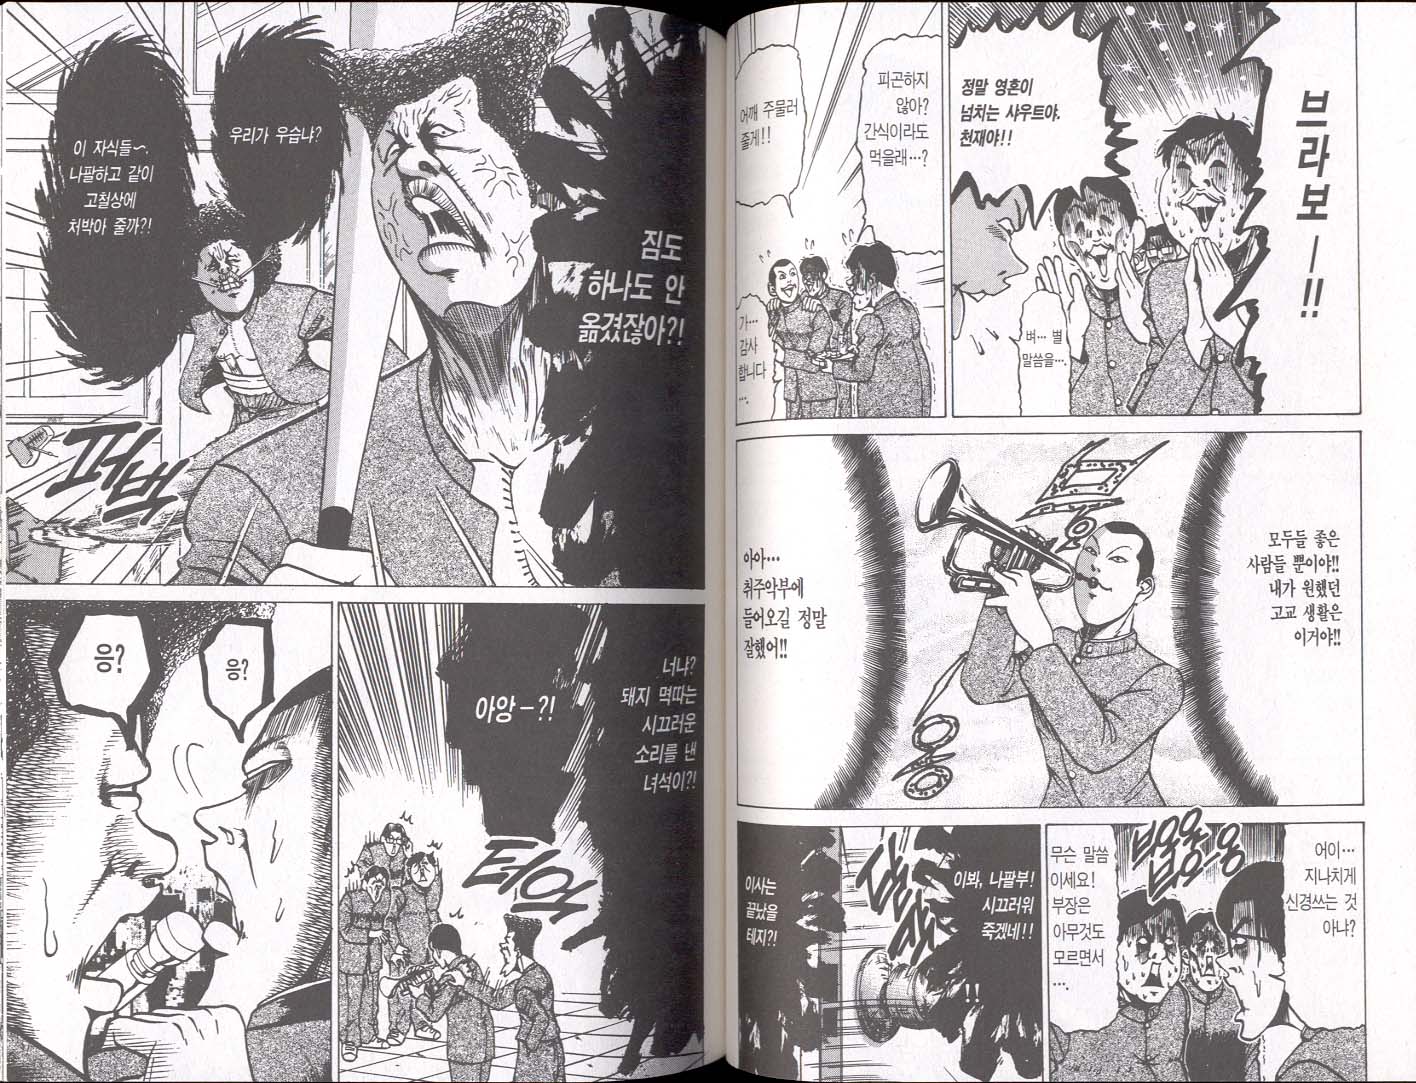 브라보ㅡ!!
정말 영혼이
넘치는 샤우트야.
천재야!!
벼… 별
말씀을….
피곤하지
않아?
간식이라도
먹을래…?
어깨 주물러
줄게!!
가…
감사
합니다
….
모두들 좋은
사람들 뿐이야!!
내가 원했던
고교 생활은
이거야!!
아아…
취주악부에
들어오길 정말
잘했어!!
어이…
지나치게
신경쓰는 것
아냐?
무슨 말씀
이세요!
부장은
아무것도
모르면서
….
이봐, 나팔부!
시끄러워
죽겠네!!
!!
이사는
끝났을
테지?!
짐도
하나도 안
옮겼잖아?!
우리가 우습냐?
이 자식들~.
나팔하고 같이
고철상에
처박아 줄까?!
퍼벅
너냐?
돼지 멱따는
시끄러운
소리를 낸
녀석이?!
아앙ㅡ?!
터억
응?
응?